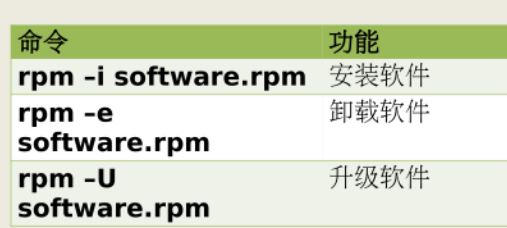 命令 功能
rpm –i software.rpm 安装软件
rpm –e 卸载软件
software.rpm
rpm –U 升级软件
software.rpm